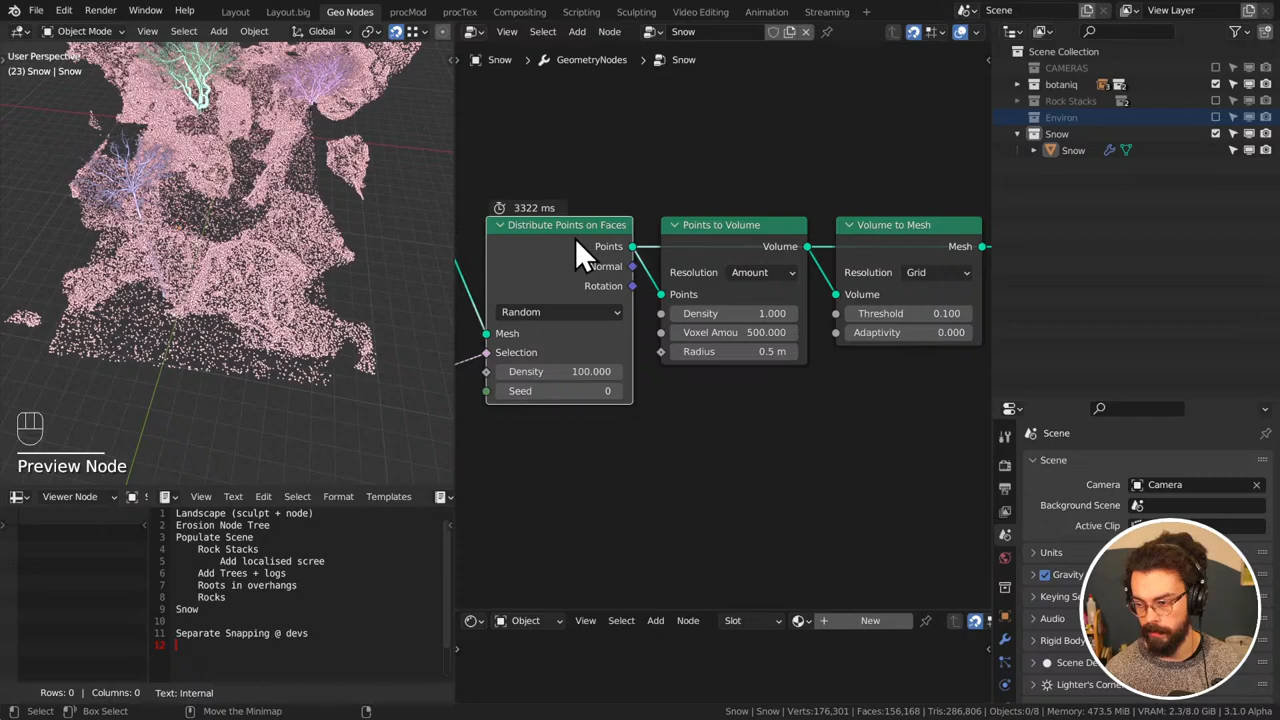 File Edit Render Window Help Layout Layout.big Geo Nodes procMod procTex Compositing Scripting Sculpting Video Editing Animation Streaming + Scene View Layer
Object Mode View Select Add Object Global View Select Add Node Snow
User Perspective
(23) Snow | Snow
Snow GeometryNodes Snow
Scene Collection
CAMERAS
botaniq 3 2
Rock Stacks 2
Environ
Snow
Snow
3322 ms
Distribute Points on Faces
Points
Normal
Rotation
Random
Mesh
Selection
Density 100.000
Seed 0
Points to Volume
Volume
Resolution Amount
Points
Density 1.000
Voxel Amou 500.000
Radius 0.5 m
Volume to Mesh
Mesh
Resolution Grid
Volume
Threshold 0.100
Adaptivity 0.000
Preview Node
Scene
Scene
Camera Camera
Background Scene
Active Clip
Units
Gravity
Keying Se
Audio
Rigid Body
Scene De
Lighter's Corne
Viewer Node View Text Edit Select Format Templates
1 Landscape (sculpt + node)
2 Erosion Node Tree
3 Populate Scene
4 Rock Stacks
5 Add localised scree
6 Add Trees + logs
7 Roots in overhangs
8 Rocks
9 Snow
10
11 Separate Snapping @ devs
12
Object View Select Add Node Slot + New
Rows: 0 | Columns: 0 Text: Internal
Select Box Select Move the Minimap Snow | Snow | Verts:176,301 | Faces:156,168 | Tris:286,806 | Objects:0/8 | Memory: 473.5 MiB | VRAM: 2.3/8.0 GiB | 3.1.0 Alpha